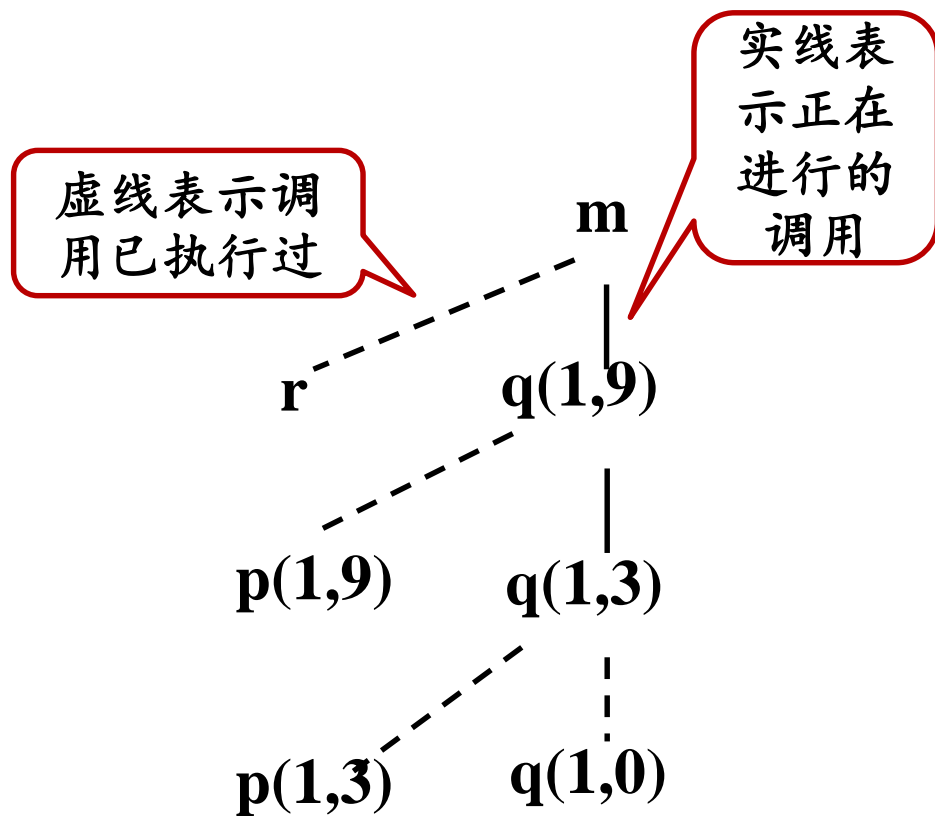 实线表
示正在
进行的
调用
虚线表示调
用已执行过
m
r
q(1,9)
p(1,9)
q(1,3)
p(1,3)
q(1,0)